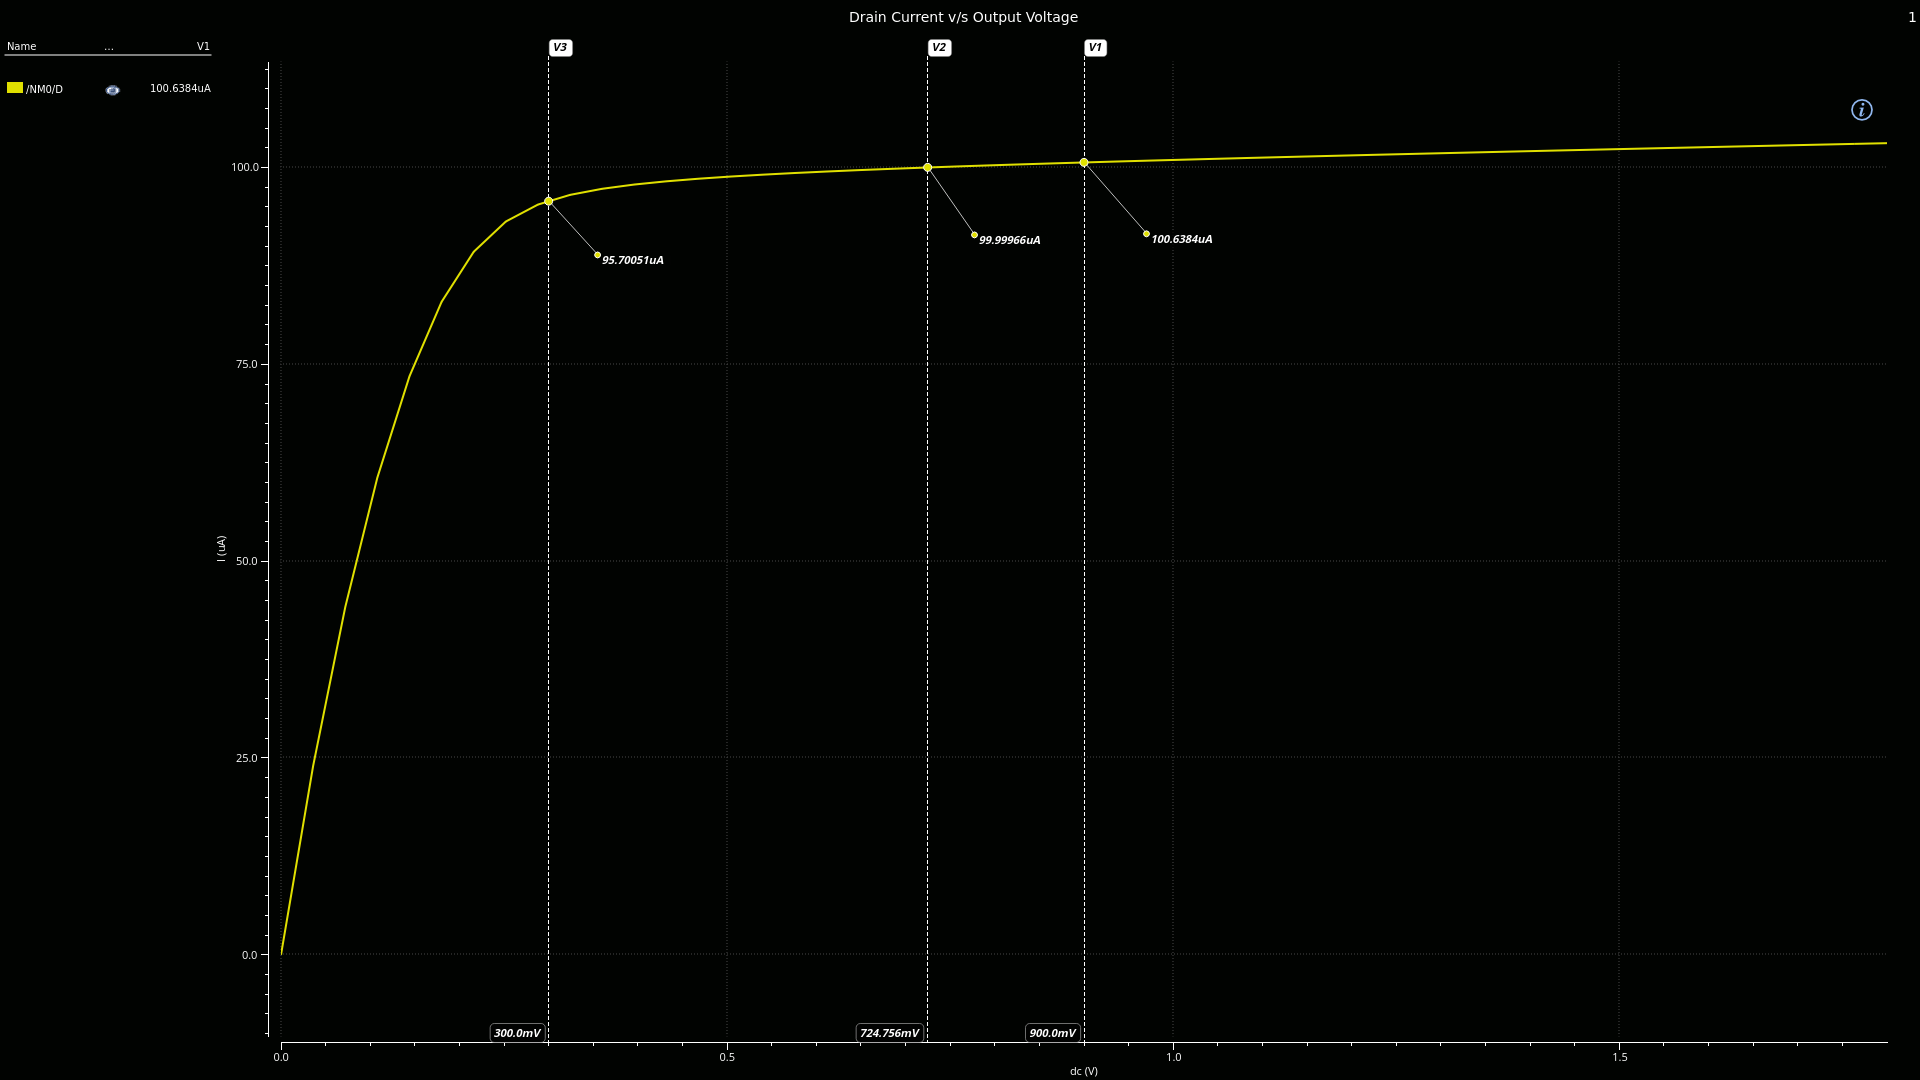 Drain Current v/s Output Voltage
1
Name ... V1
/NM0/D 100.6384uA
V3 V2 V1
100.0
75.0
50.0
25.0
0.0
I (uA)
95.70051uA
99.99966uA
100.6384uA
i
300.0mV 724.756mV 900.0mV
0.0 0.5 1.0 1.5
dc (V)